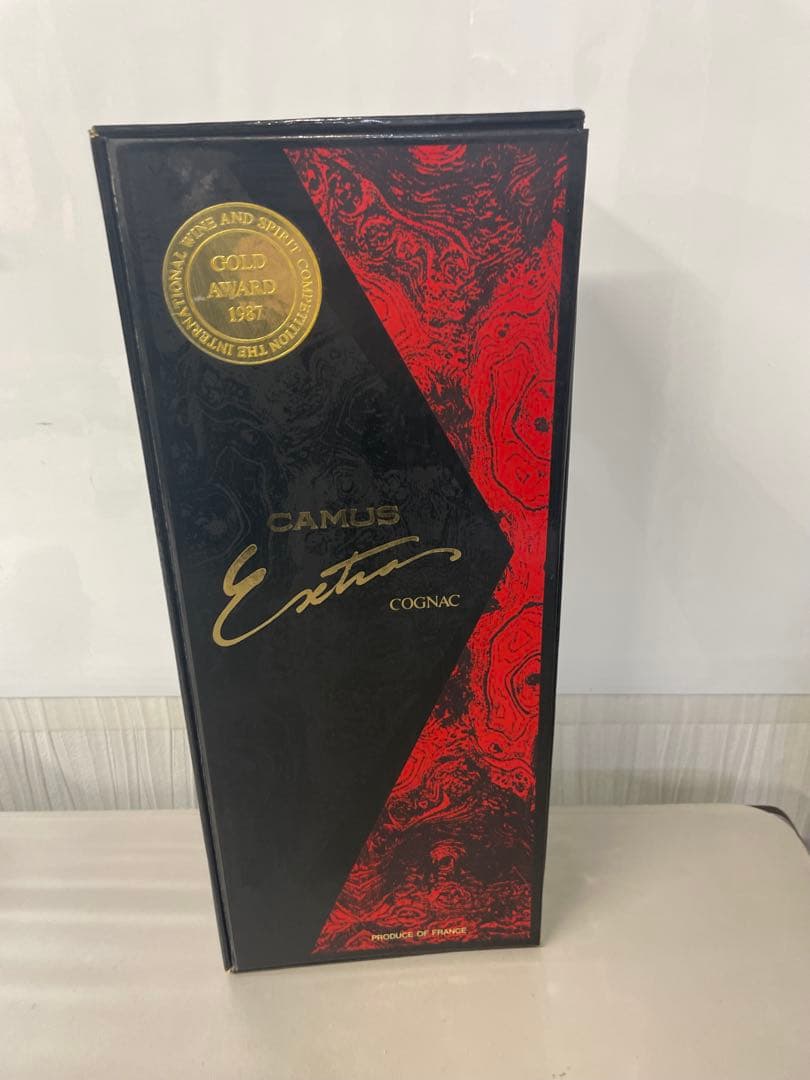 THE INTERNATIONAL WINE AND SPIRIT COMPETITION
GOLD
AWARD
1987
CAMUS
Extra
COGNAC
PRODUCE OF FRANCE